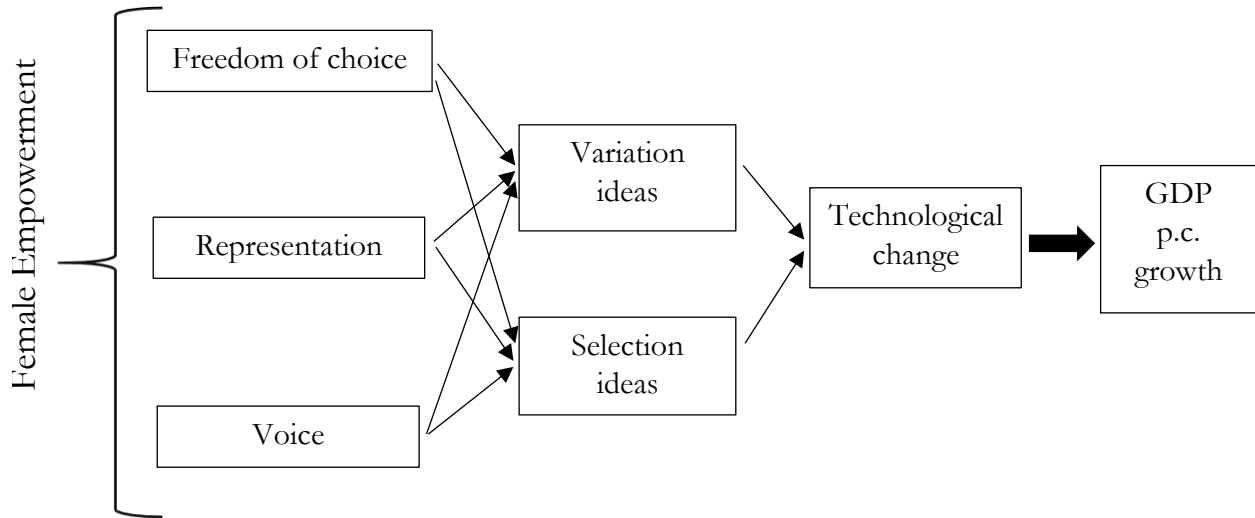 Female Empowerment
Freedom of choice
Representation
Voice
Variation
ideas
Selection
ideas
Technological
change
GDP
p.c.
growth